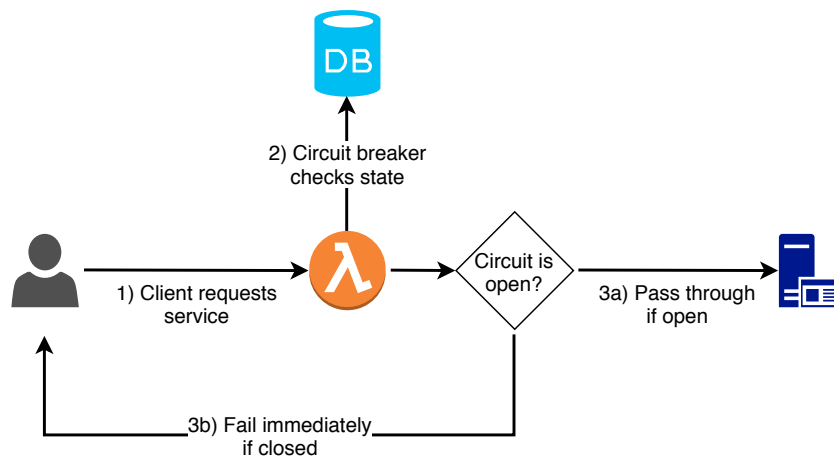 DB
2) Circuit breaker
checks state
Circuit is
open?
1) Client requests
service
3a) Pass through
if open
3b) Fail immediately
if closed